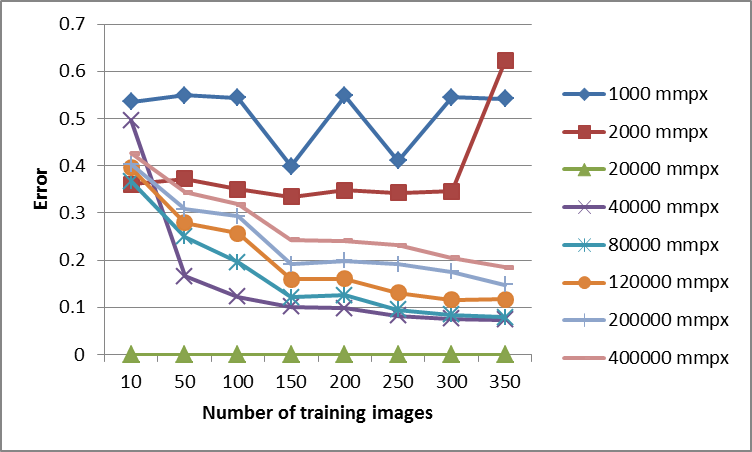 0.7
0.6
0.5
0.4
0.3
0.2
0.1
0
Error
10 50 100 150 200 250 300 350
Number of training images
1000 mmpx
2000 mmpx
20000 mmpx
40000 mmpx
80000 mmpx
120000 mmpx
200000 mmpx
400000 mmpx